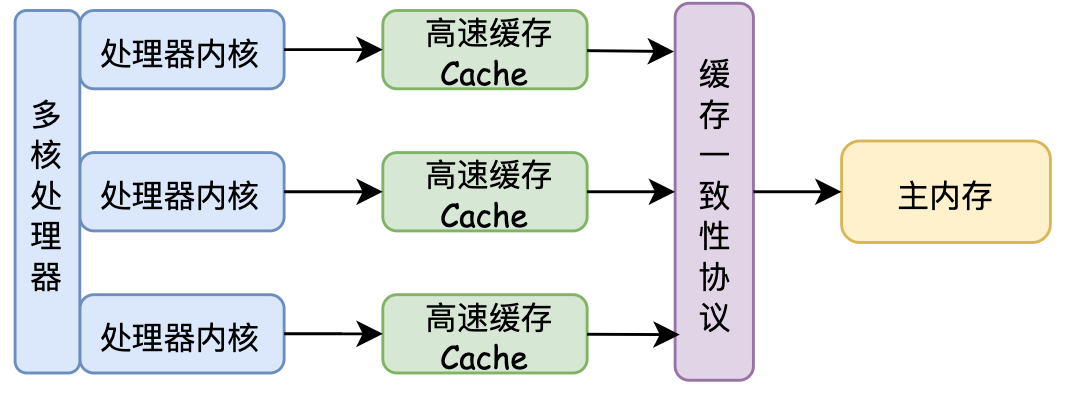 多核处理器
处理器内核
高速缓存
Cache
处理器内核
高速缓存
Cache
处理器内核
高速缓存
Cache
缓存一致性协议
主内存